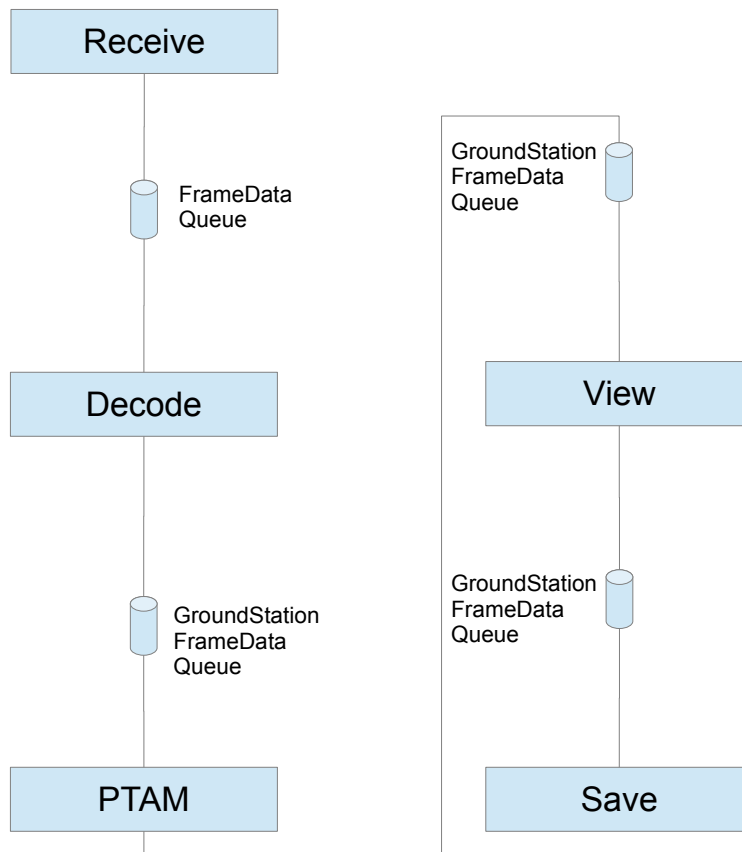 Receive
FrameData
Queue
Decode
GroundStation
FrameData
Queue
PTAM
GroundStation
FrameData
Queue
View
GroundStation
FrameData
Queue
Save